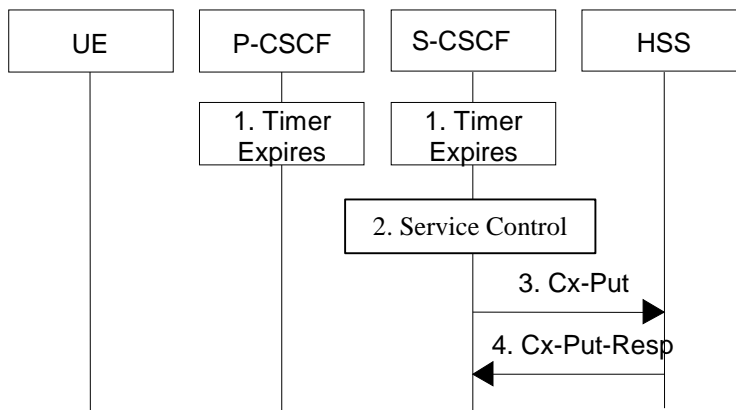 UE
P-CSCF
S-CSCF
HSS
1. Timer
Expires
1. Timer
Expires
2. Service Control
3. Cx-Put
4. Cx-Put-Resp